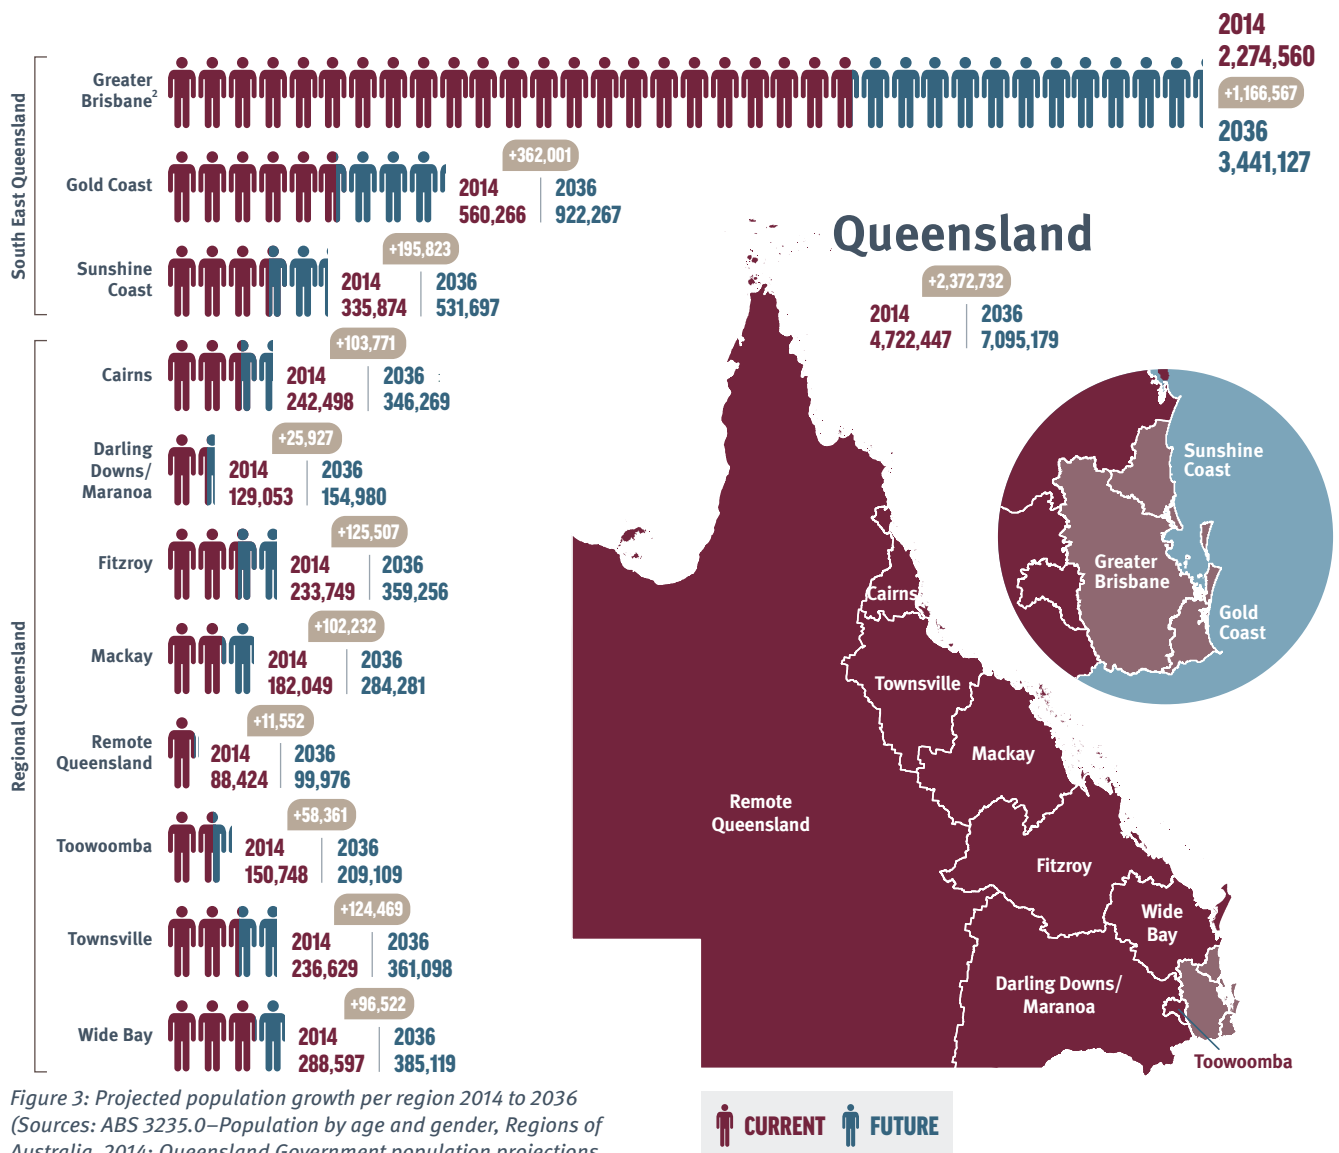 South East Queensland
Greater
Brisbane2
2014
2,274,560
+1,166,567
2036
3,441,127
Gold Coast
+362,001
2014 2036
560,266 922,267
Sunshine
Coast
+195,823
2014 2036
335,874 531,697
Regional Queensland
Cairns
+103,771
2014 2036
242,498 346,269
Darling
Downs/
Maranoa
+25,927
2014 2036
129,053 154,980
Fitzroy
+125,507
2014 2036
233,749 359,256
Mackay
+102,232
2014 2036
182,049 284,281
Remote
Queensland
+11,552
2014 2036
88,424 99,976
Toowoomba
+58,361
2014 2036
150,748 209,109
Townsville
+124,469
2014 2036
236,629 361,098
Wide Bay
+96,522
2014 2036
288,597 385,119
Queensland
+2,372,732
2014 2036
4,722,447 7,095,179
Sunshine
Coast
Greater
Brisbane
Gold
Coast
Cairns
Townsville
Mackay
Remote
Queensland
Fitzroy
Wide
Bay
Darling Downs/
Maranoa
Toowoomba
Figure 3: Projected population growth per region 2014 to 2036
(Sources: ABS 3235.0–Population by age and gender, Regions of
Australia, 2014; Queensland Government population projections
CURRENT FUTURE